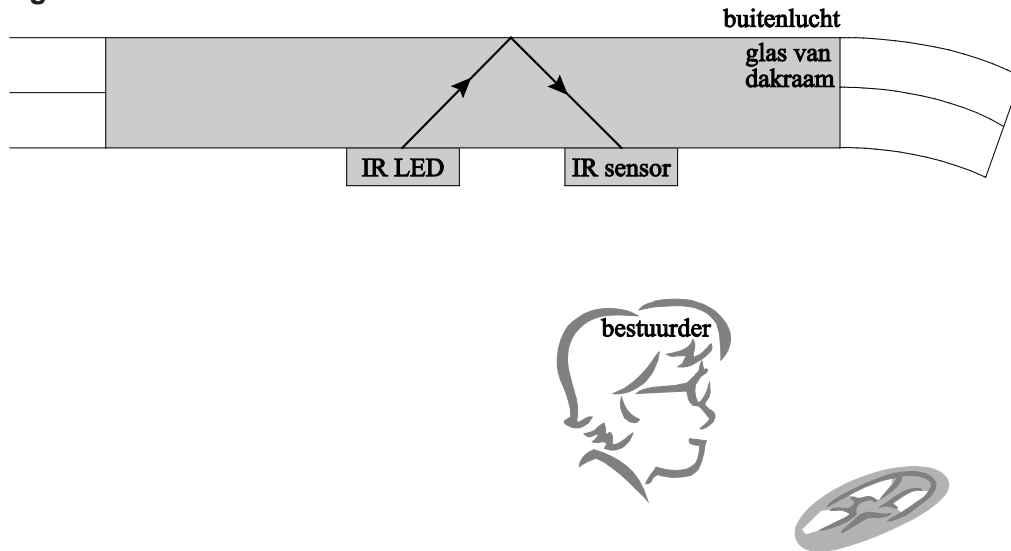 buitenlucht
glas van
dakraam
IR LED
IR sensor
bestuurder